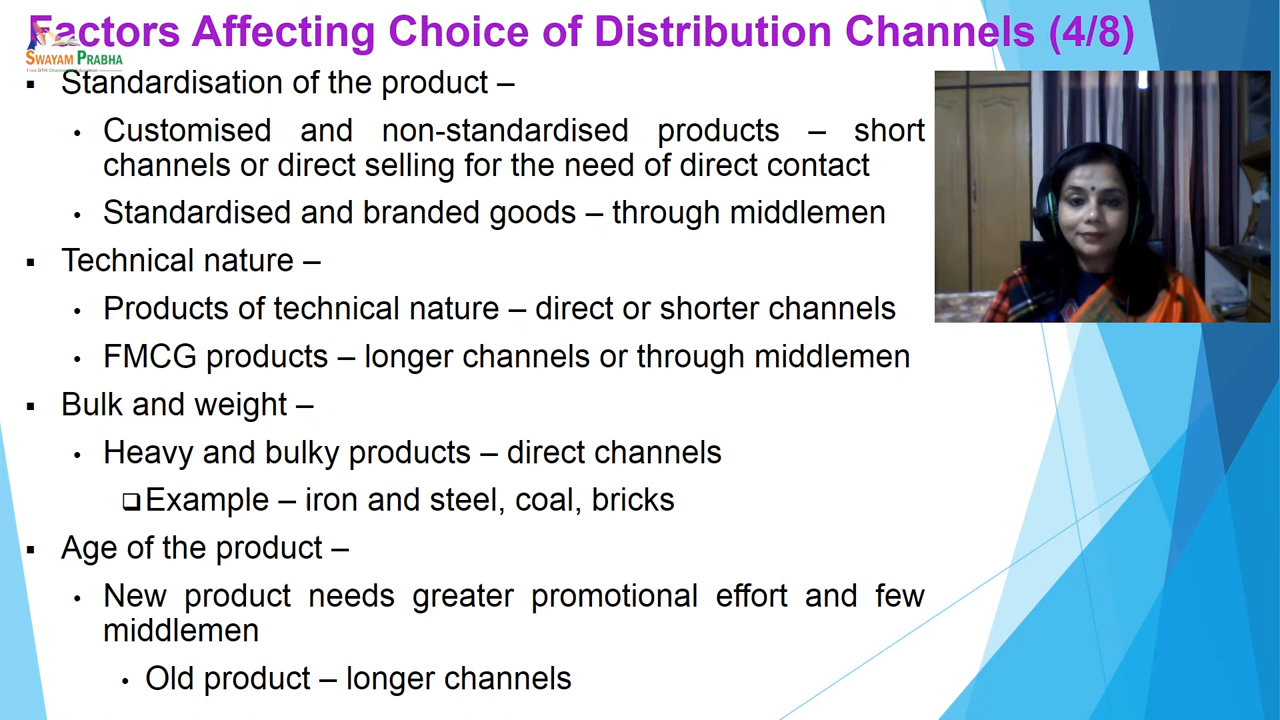 Factors Affecting Choice of Distribution Channels (4/8)
SWAYAM PRABHA
▪ Standardisation of the product –
• Customised and non-standardised products – short
channels or direct selling for the need of direct contact
• Standardised and branded goods – through middlemen
▪ Technical nature –
• Products of technical nature – direct or shorter channels
• FMCG products – longer channels or through middlemen
▪ Bulk and weight –
• Heavy and bulky products – direct channels
❑ Example – iron and steel, coal, bricks
▪ Age of the product –
• New product needs greater promotional effort and few
middlemen
• Old product – longer channels